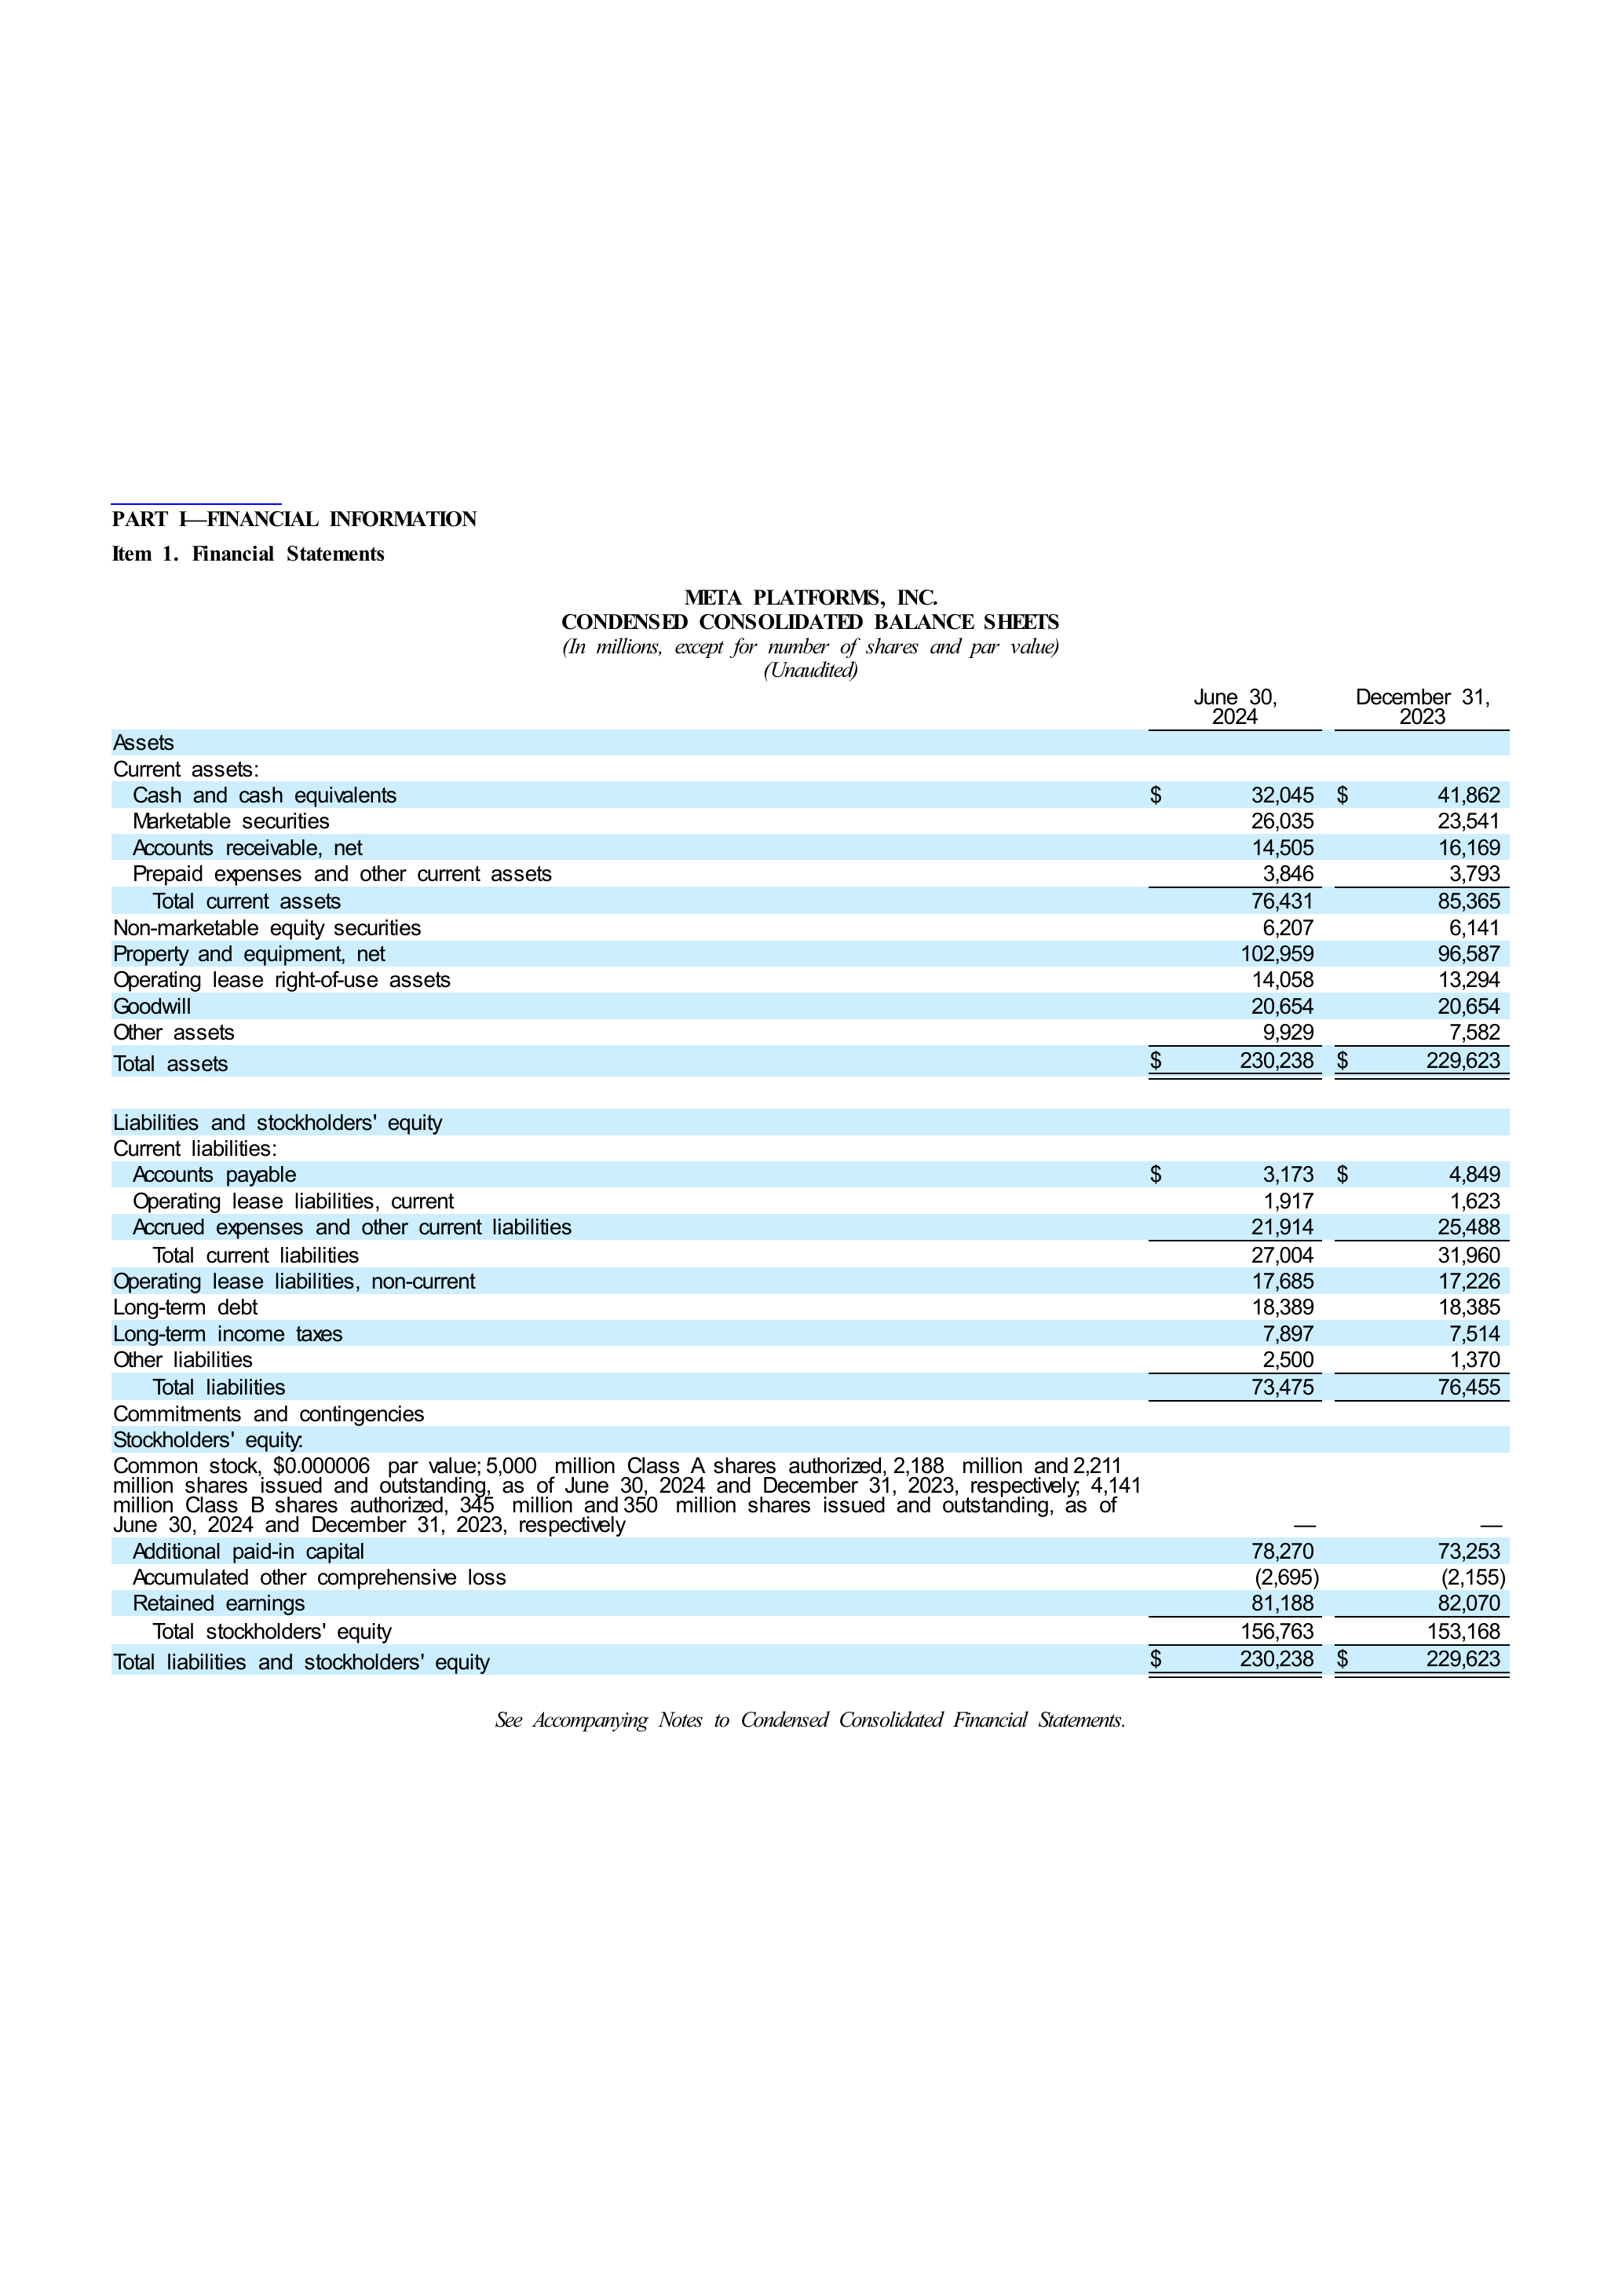 PART I—FINANCIAL INFORMATION
Item 1. Financial Statements
META PLATFORMS, INC.
CONDENSED CONSOLIDATED BALANCE SHEETS
(In millions, except for number of shares and par value)
(Unaudited)
June 30, 2024 December 31, 2023
Assets
Current assets:
Cash and cash equivalents $ 32,045 $ 41,862
Marketable securities 26,035 23,541
Accounts receivable, net 14,505 16,169
Prepaid expenses and other current assets 3,846 3,793
Total current assets 76,431 85,365
Non-marketable equity securities 6,207 6,141
Property and equipment, net 102,959 96,587
Operating lease right-of-use assets 14,058 13,294
Goodwill 20,654 20,654
Other assets 9,929 7,582
Total assets $ 230,238 $ 229,623
Liabilities and stockholders' equity
Current liabilities:
Accounts payable $ 3,173 $ 4,849
Operating lease liabilities, current 1,917 1,623
Accrued expenses and other current liabilities 21,914 25,488
Total current liabilities 27,004 31,960
Operating lease liabilities, non-current 17,685 17,226
Long-term debt 18,389 18,385
Long-term income taxes 7,897 7,514
Other liabilities 2,500 1,370
Total liabilities 73,475 76,455
Commitments and contingencies
Stockholders' equity:
Common stock, $0.000006 par value; 5,000 million Class A shares authorized, 2,188 million and 2,211
million shares issued and outstanding, as of June 30, 2024 and December 31, 2023, respectively; 4,141
million Class B shares authorized, 345 million and 350 million shares issued and outstanding, as of
June 30, 2024 and December 31, 2023, respectively — —
Additional paid-in capital 78,270 73,253
Accumulated other comprehensive loss (2,695) (2,155)
Retained earnings 81,188 82,070
Total stockholders' equity 156,763 153,168
Total liabilities and stockholders' equity $ 230,238 $ 229,623
See Accompanying Notes to Condensed Consolidated Financial Statements.